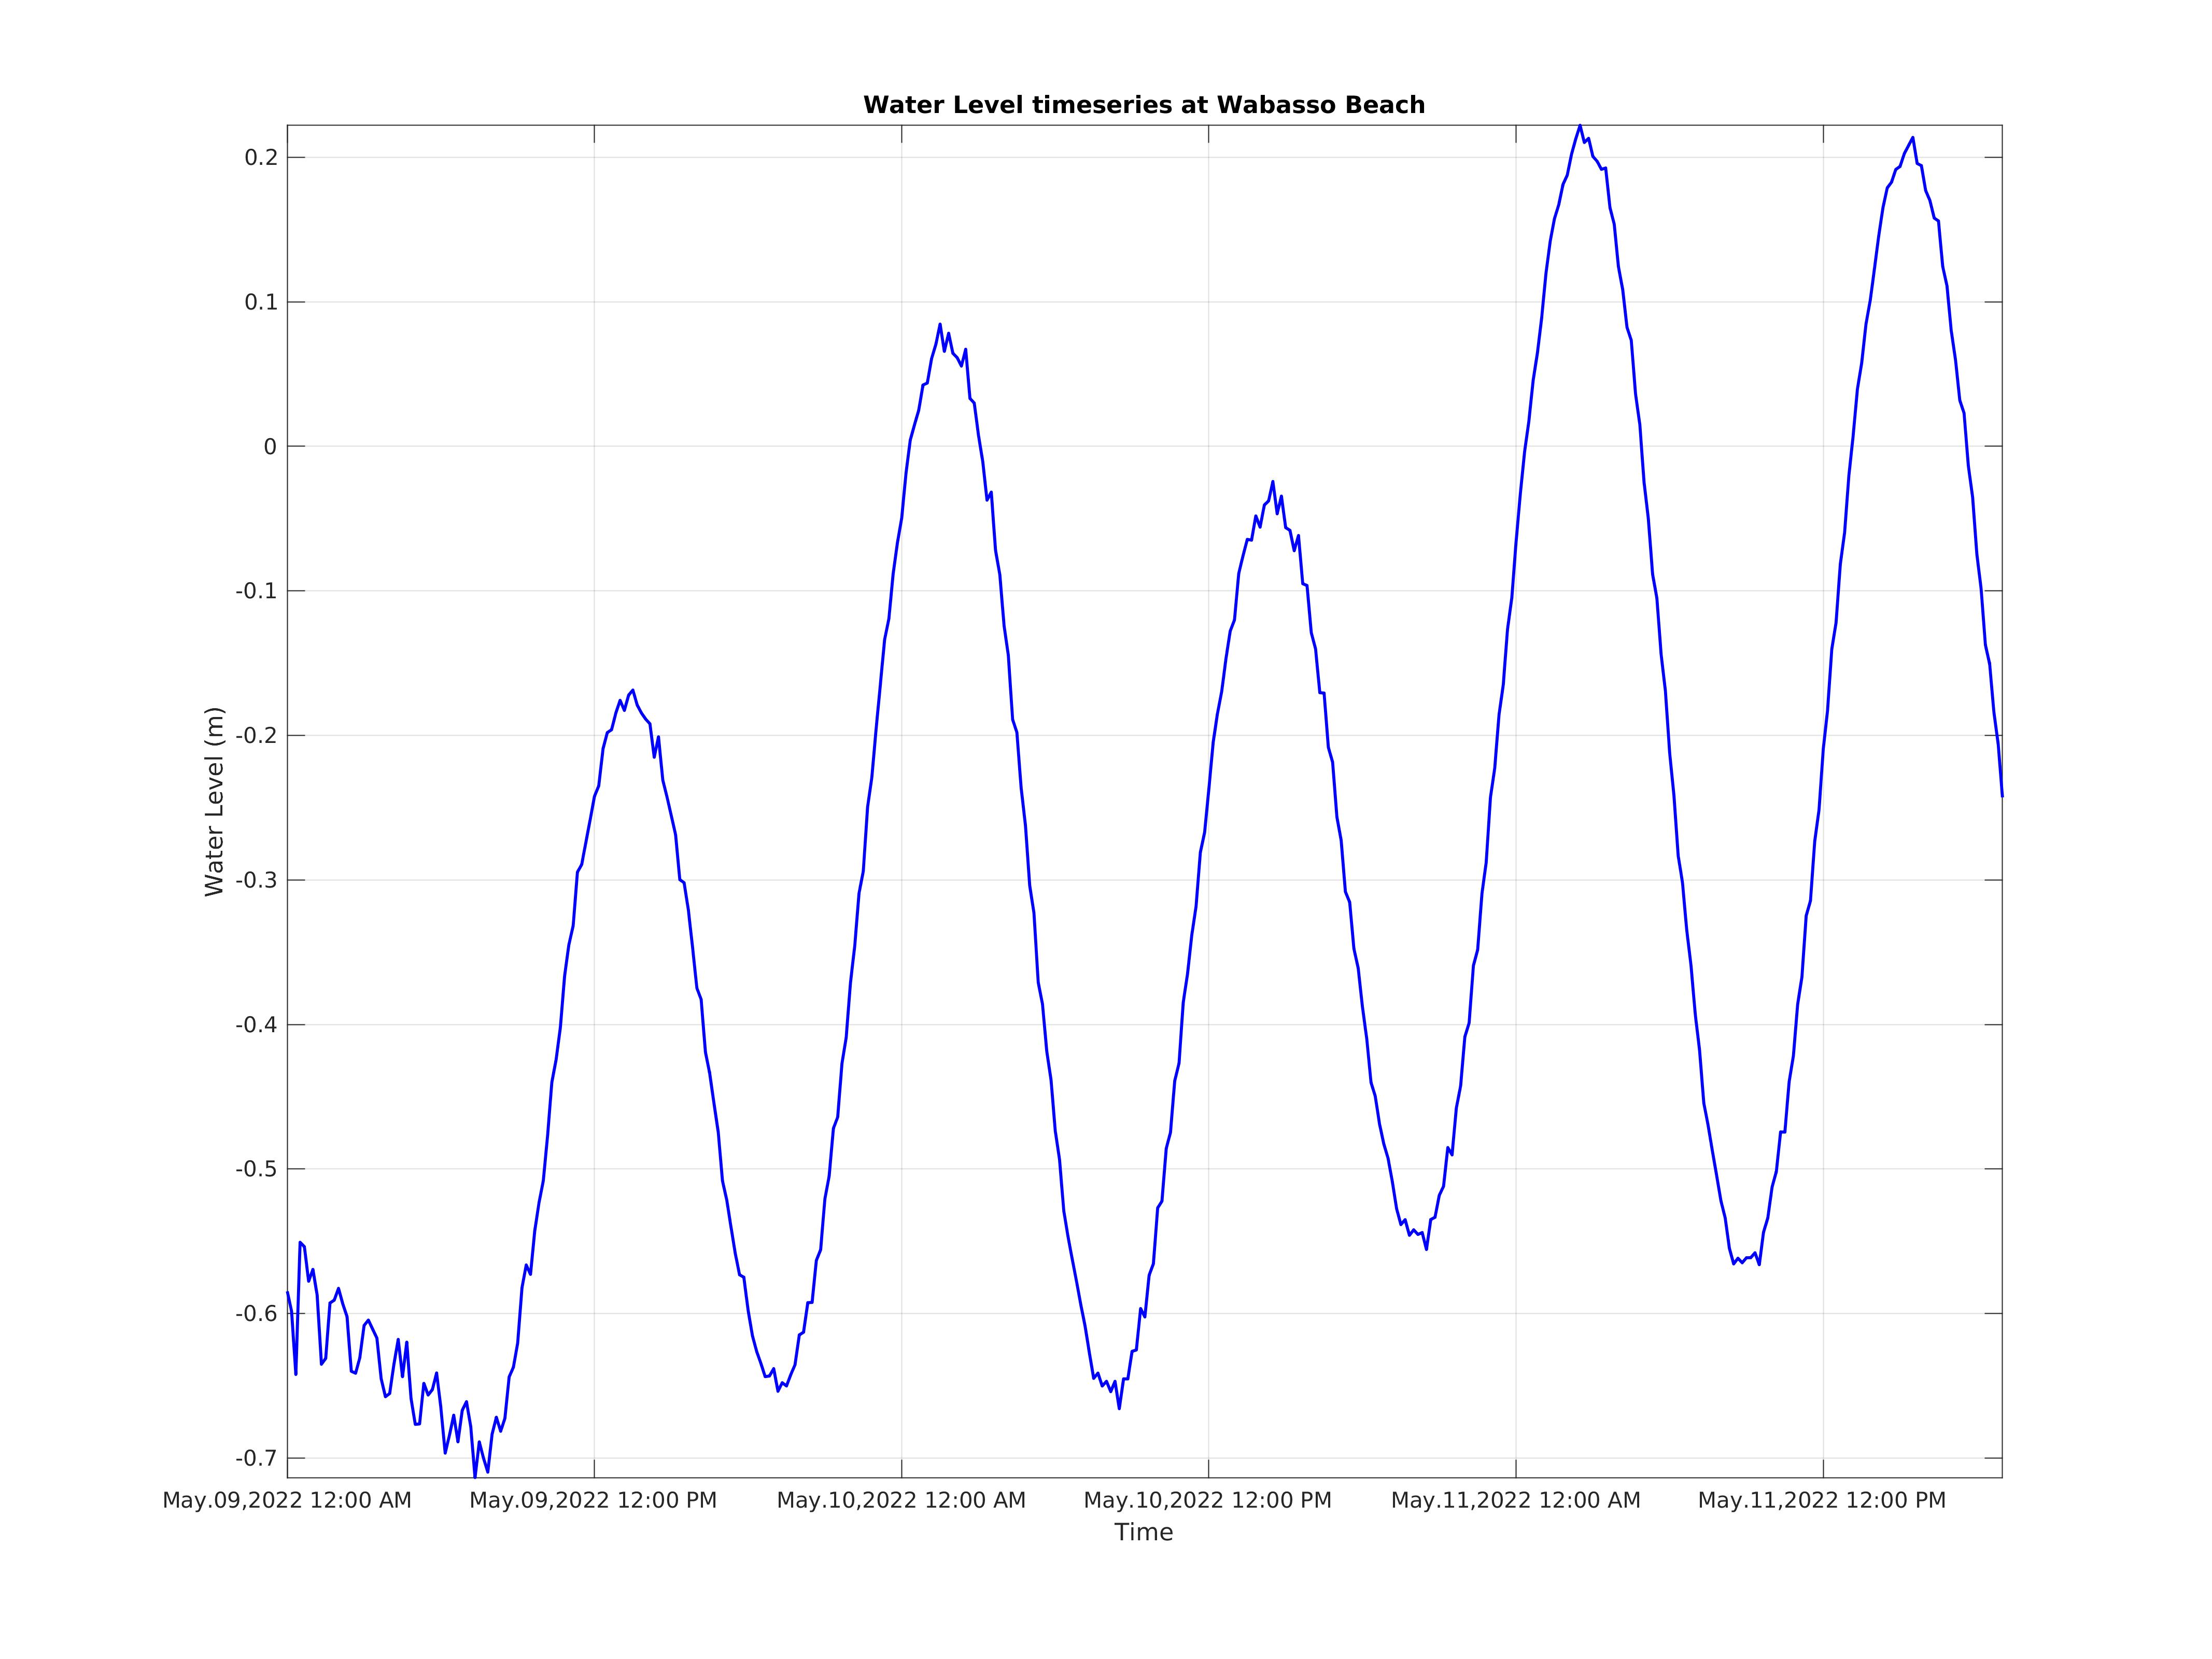 Water Level timeseries at Wabasso Beach
0.2
0.1
0
-0.1
-0.2
-0.3
-0.4
-0.5
-0.6
-0.7
Water Level (m)
May.09,2022 12:00 AM May.09,2022 12:00 PM May.10,2022 12:00 AM May.10,2022 12:00 PM May.11,2022 12:00 AM May.11,2022 12:00 PM
Time